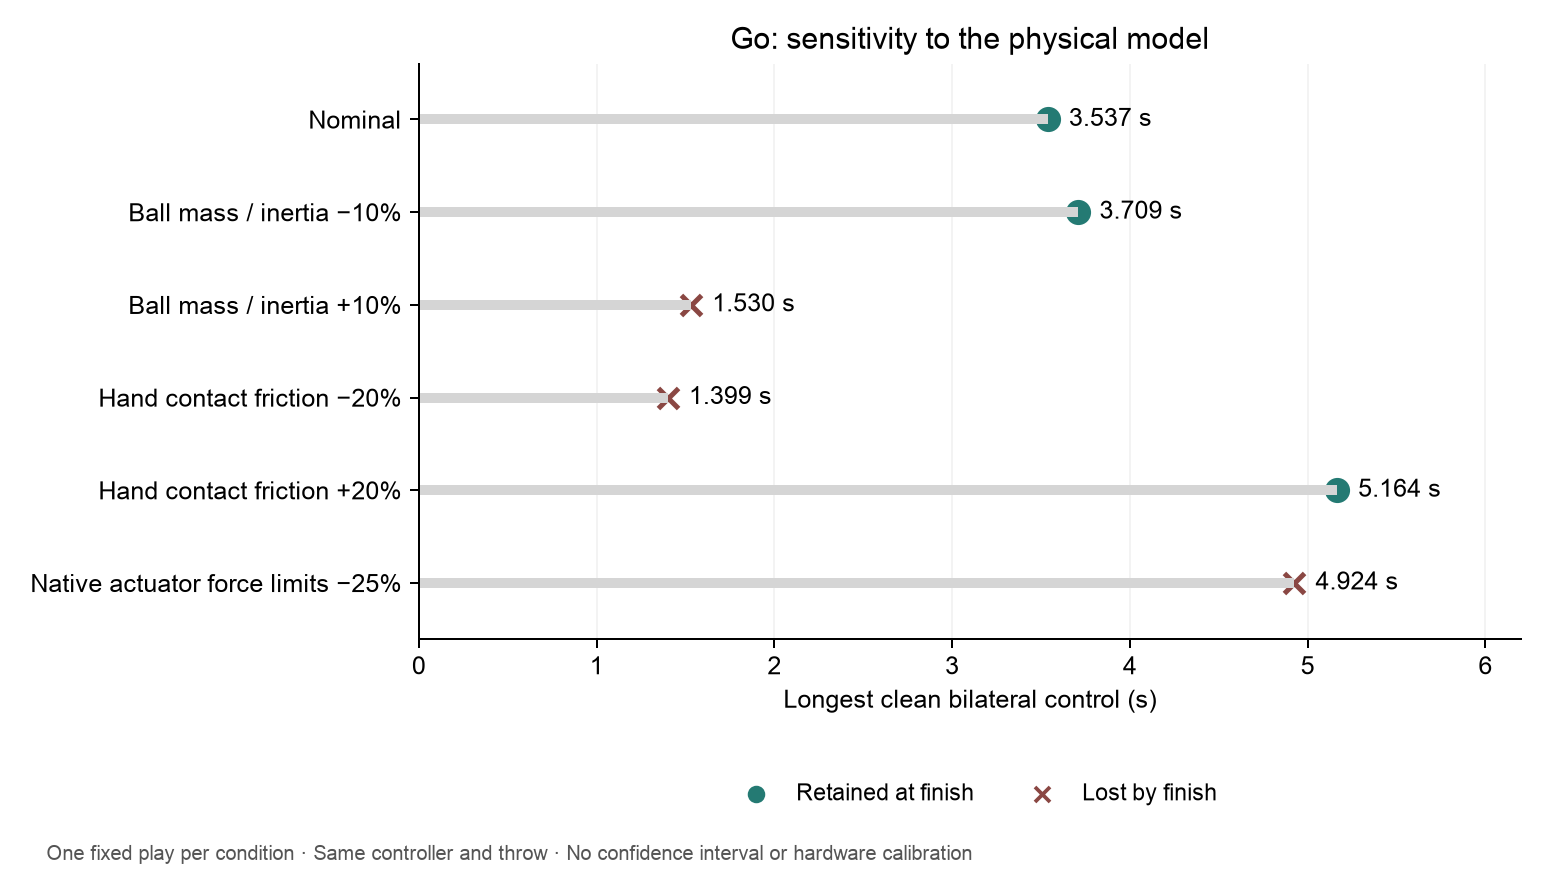 Go: sensitivity to the physical model
Nominal
3.537 s
Ball mass / inertia −10%
3.709 s
Ball mass / inertia +10%
1.530 s
Hand contact friction −20%
1.399 s
Hand contact friction +20%
5.164 s
Native actuator force limits −25%
4.924 s
0 1 2 3 4 5 6
Longest clean bilateral control (s)
Retained at finish Lost by finish
One fixed play per condition · Same controller and throw · No confidence interval or hardware calibration